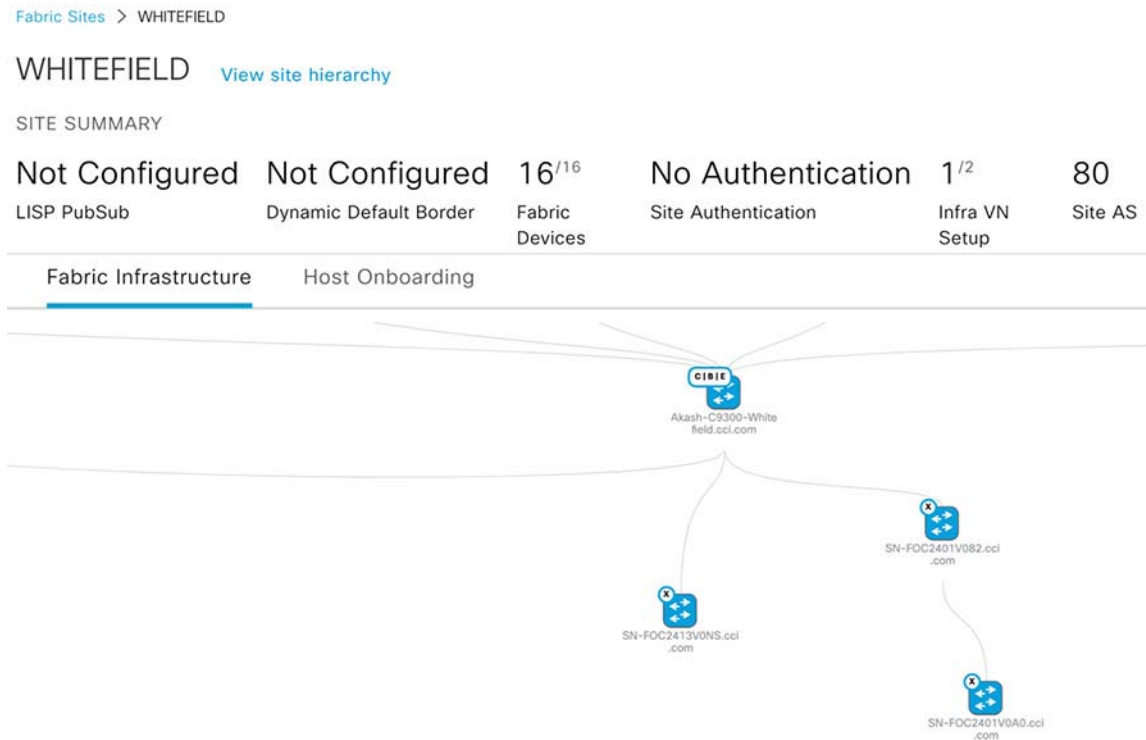 Fabric Sites > WHITEFIELD
WHITEFIELD View site hierarchy
SITE SUMMARY
Not Configured Not Configured 16/16 No Authentication 1/2 80
LISP PubSub Dynamic Default Border Fabric Site Authentication Infra VN Site AS
Devices Setup
Fabric Infrastructure Host Onboarding
C|B|E
Akash-C9300-White
field.cci.com
X
SN-FOC2401V082.cci
.com
X
SN-FOC2413V0NS.cci
.com
X
SN-FOC2401V0A0.cci
.com